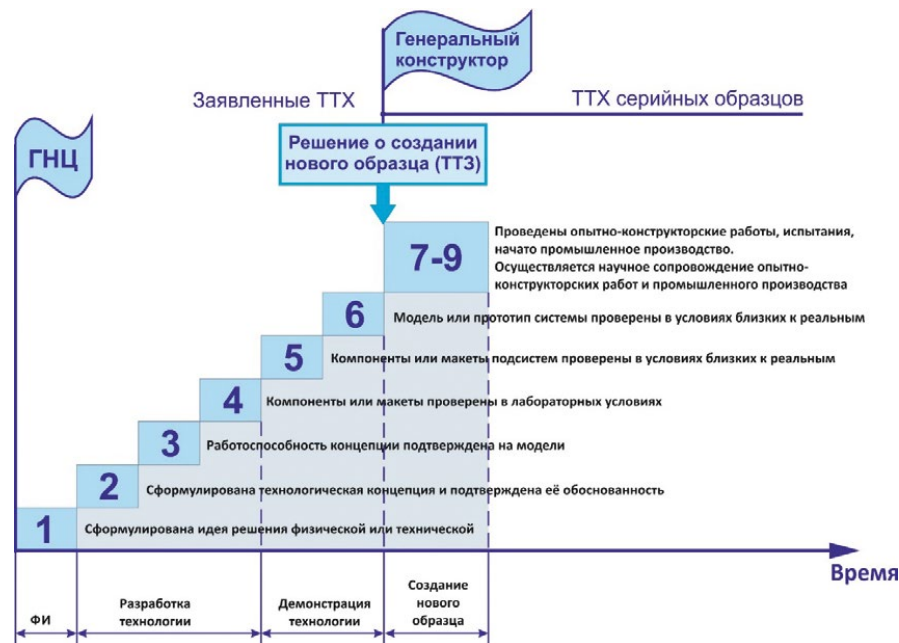 Генеральный
конструктор
Заявленные ТТХ
ТТХ серийных образцов
ГНЦ
Решение о создании
нового образца (ТТЗ)
7-9
Проведены опытно-конструкторские работы, испытания,
начато промышленное производство.
Осуществляется научное сопровождение опытно-
конструкторских работ и промышленного производства
6
Модель или прототип системы проверены в условиях близких к реальным
5
Компоненты или макеты подсистем проверены в условиях близких к реальным
4
Компоненты или макеты проверены в лабораторных условиях
3
Работоспособность концепции подтверждена на модели
2
Сформулирована технологическая концепция и подтверждена её обоснованность
1
Сформулирована идея решения физической или технической
Время
ФИ
Разработка
технологии
Демонстрация
технологии
Создание
нового
образца